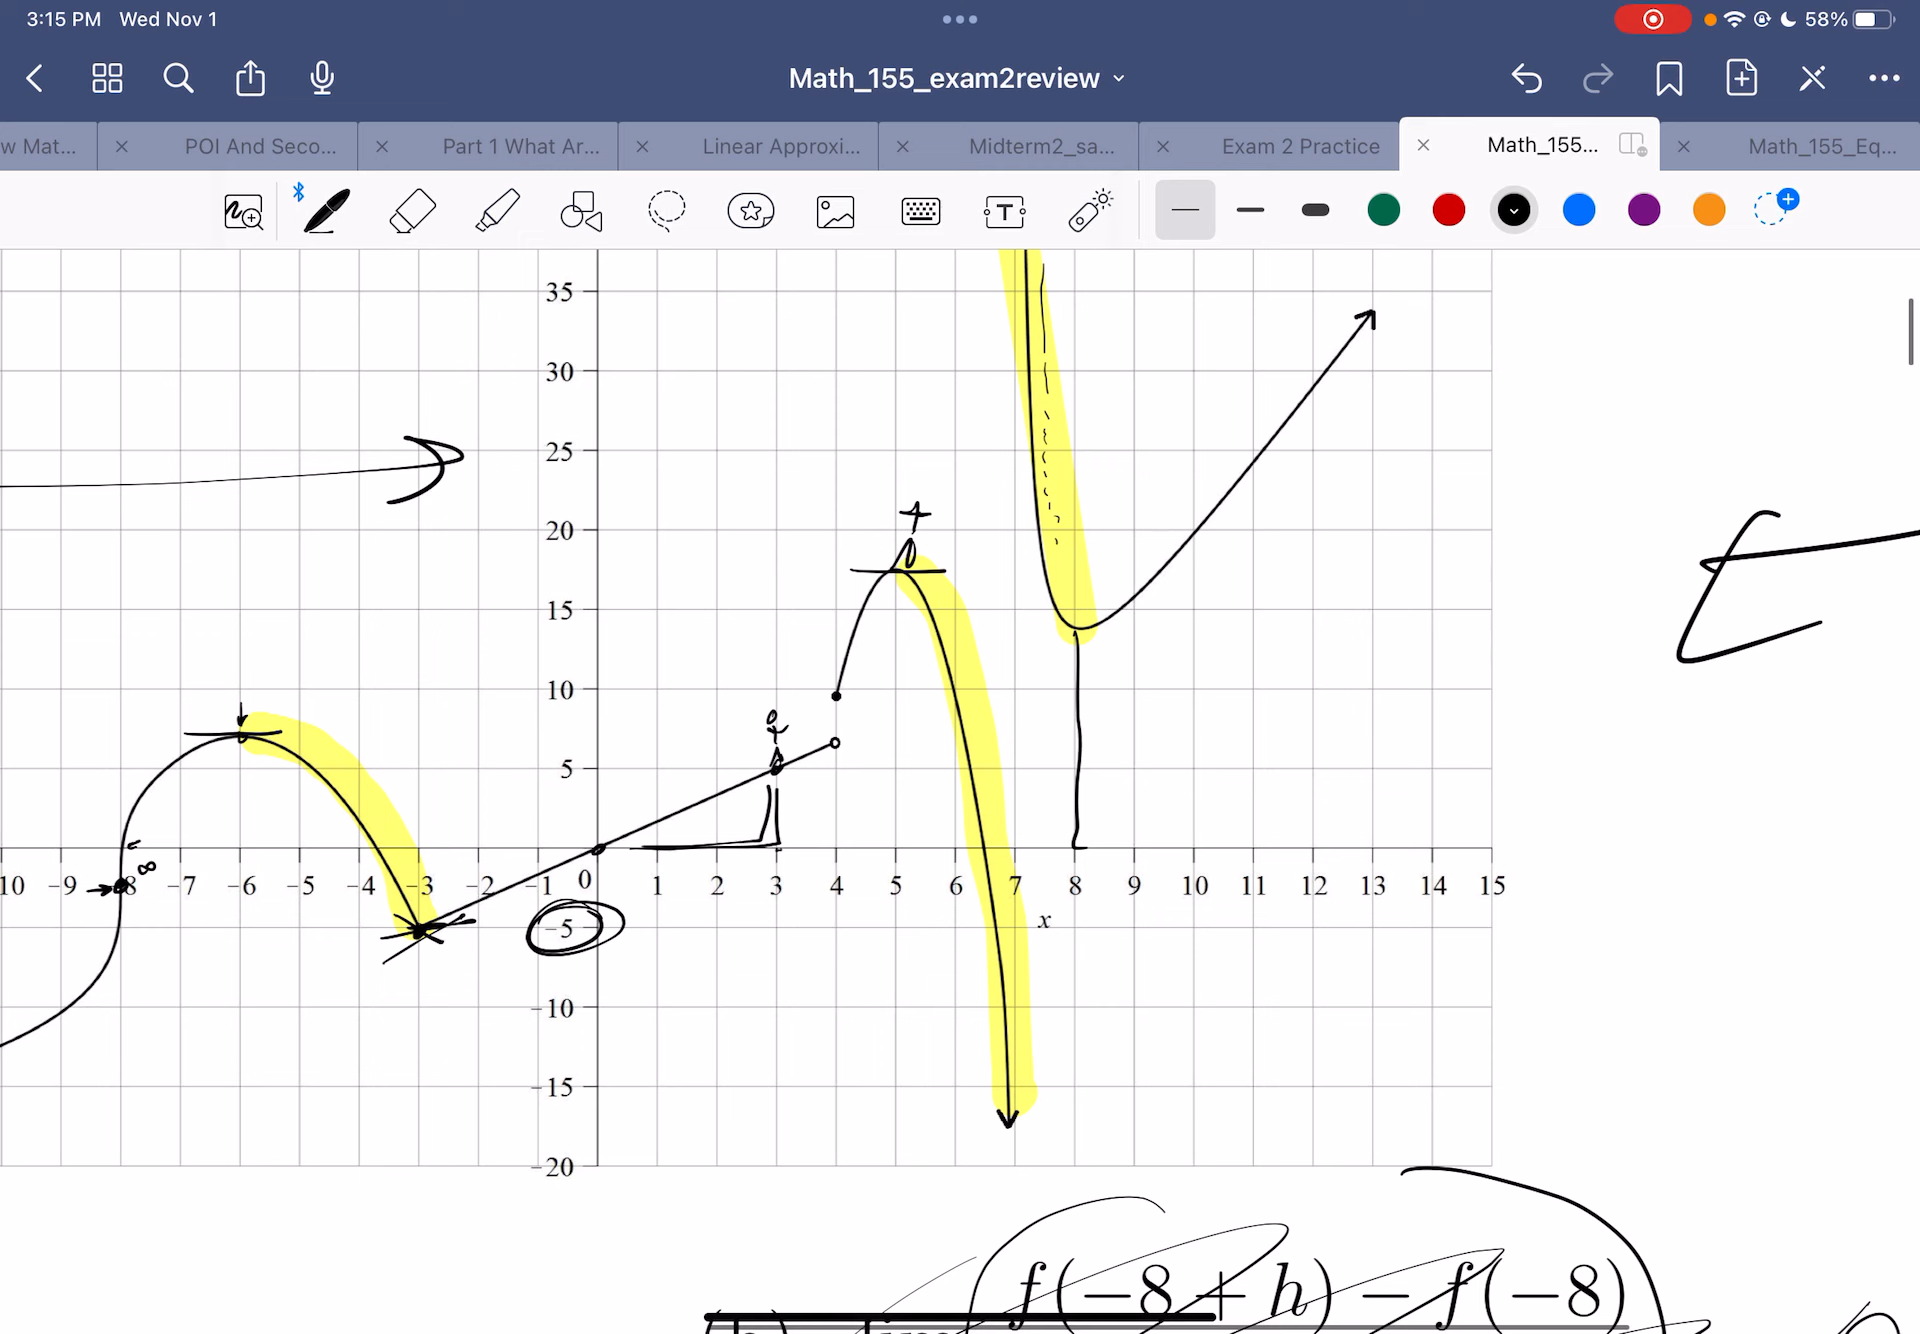 3:15 PM Wed Nov 1
58%
Math_155_exam2review
w Mat...
POI And Seco...
Part 1 What Ar...
Linear Approxi...
Midterm2_sa...
Exam 2 Practice
Math_155...
Math_155_Eq...
T
35
30
25
20
15
10
5
∞
10 −9 −8 −7 −6 −5 −4 −3 −2 −1 0 1 2 3 4 5 6 7 8 9 10 11 12 13 14 15
−5
x
−10
−15
−20
f(−8 + h) − f(−8)